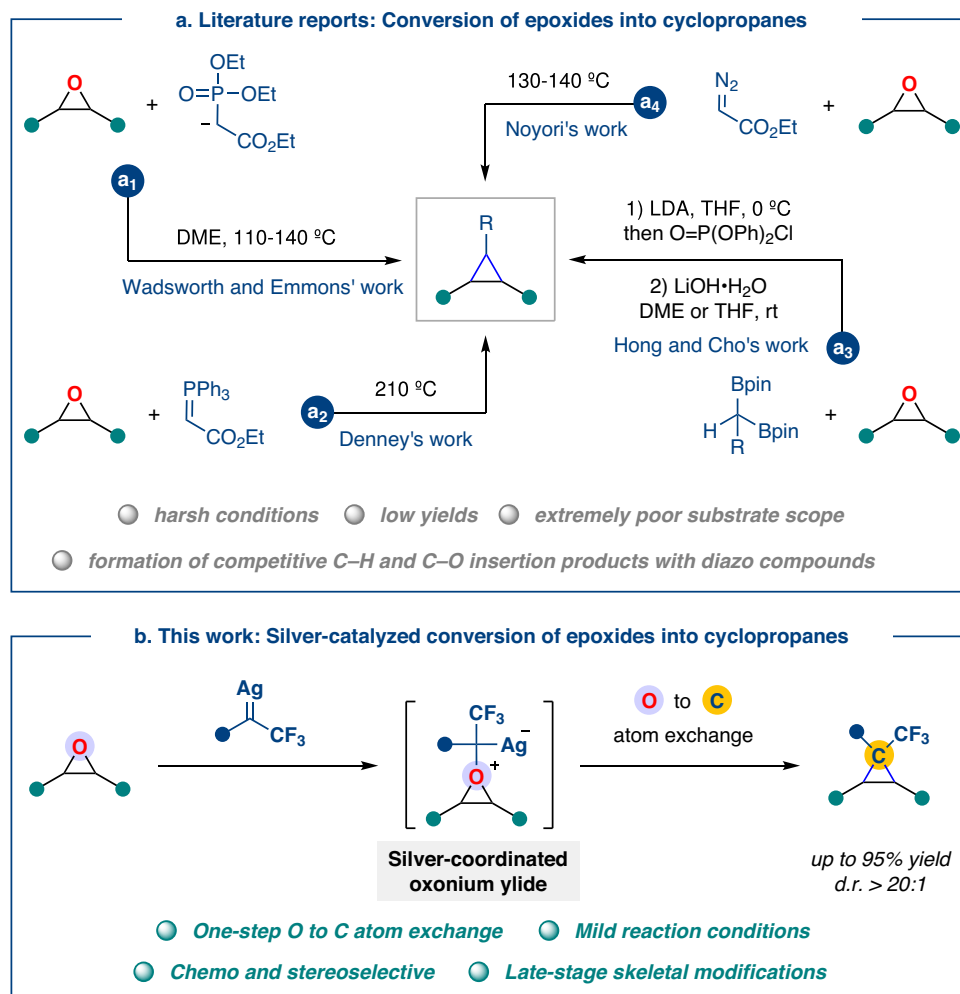 a. Literature reports: Conversion of epoxides into cyclopropanes
O
+
OEt
O=P-OEt
−
CO2Et
130-140 ºC
a4
Noyori's work
N2
CO2Et
+
O
a1
DME, 110-140 ºC
Wadsworth and Emmons' work
R
1) LDA, THF, 0 ºC
then O=P(OPh)2Cl
2) LiOH•H2O
DME or THF, rt
Hong and Cho's work
a3
O
+
PPh3
CO2Et
a2
210 ºC
Denney's work
Bpin
H
Bpin
R
+
O
harsh conditions
low yields
extremely poor substrate scope
formation of competitive C–H and C–O insertion products with diazo compounds
b. This work: Silver-catalyzed conversion of epoxides into cyclopropanes
O
Ag
CF3
CF3
Ag−
O+
Silver-coordinated
oxonium ylide
O to C
atom exchange
CF3
C
up to 95% yield
d.r. > 20:1
One-step O to C atom exchange
Mild reaction conditions
Chemo and stereoselective
Late-stage skeletal modifications